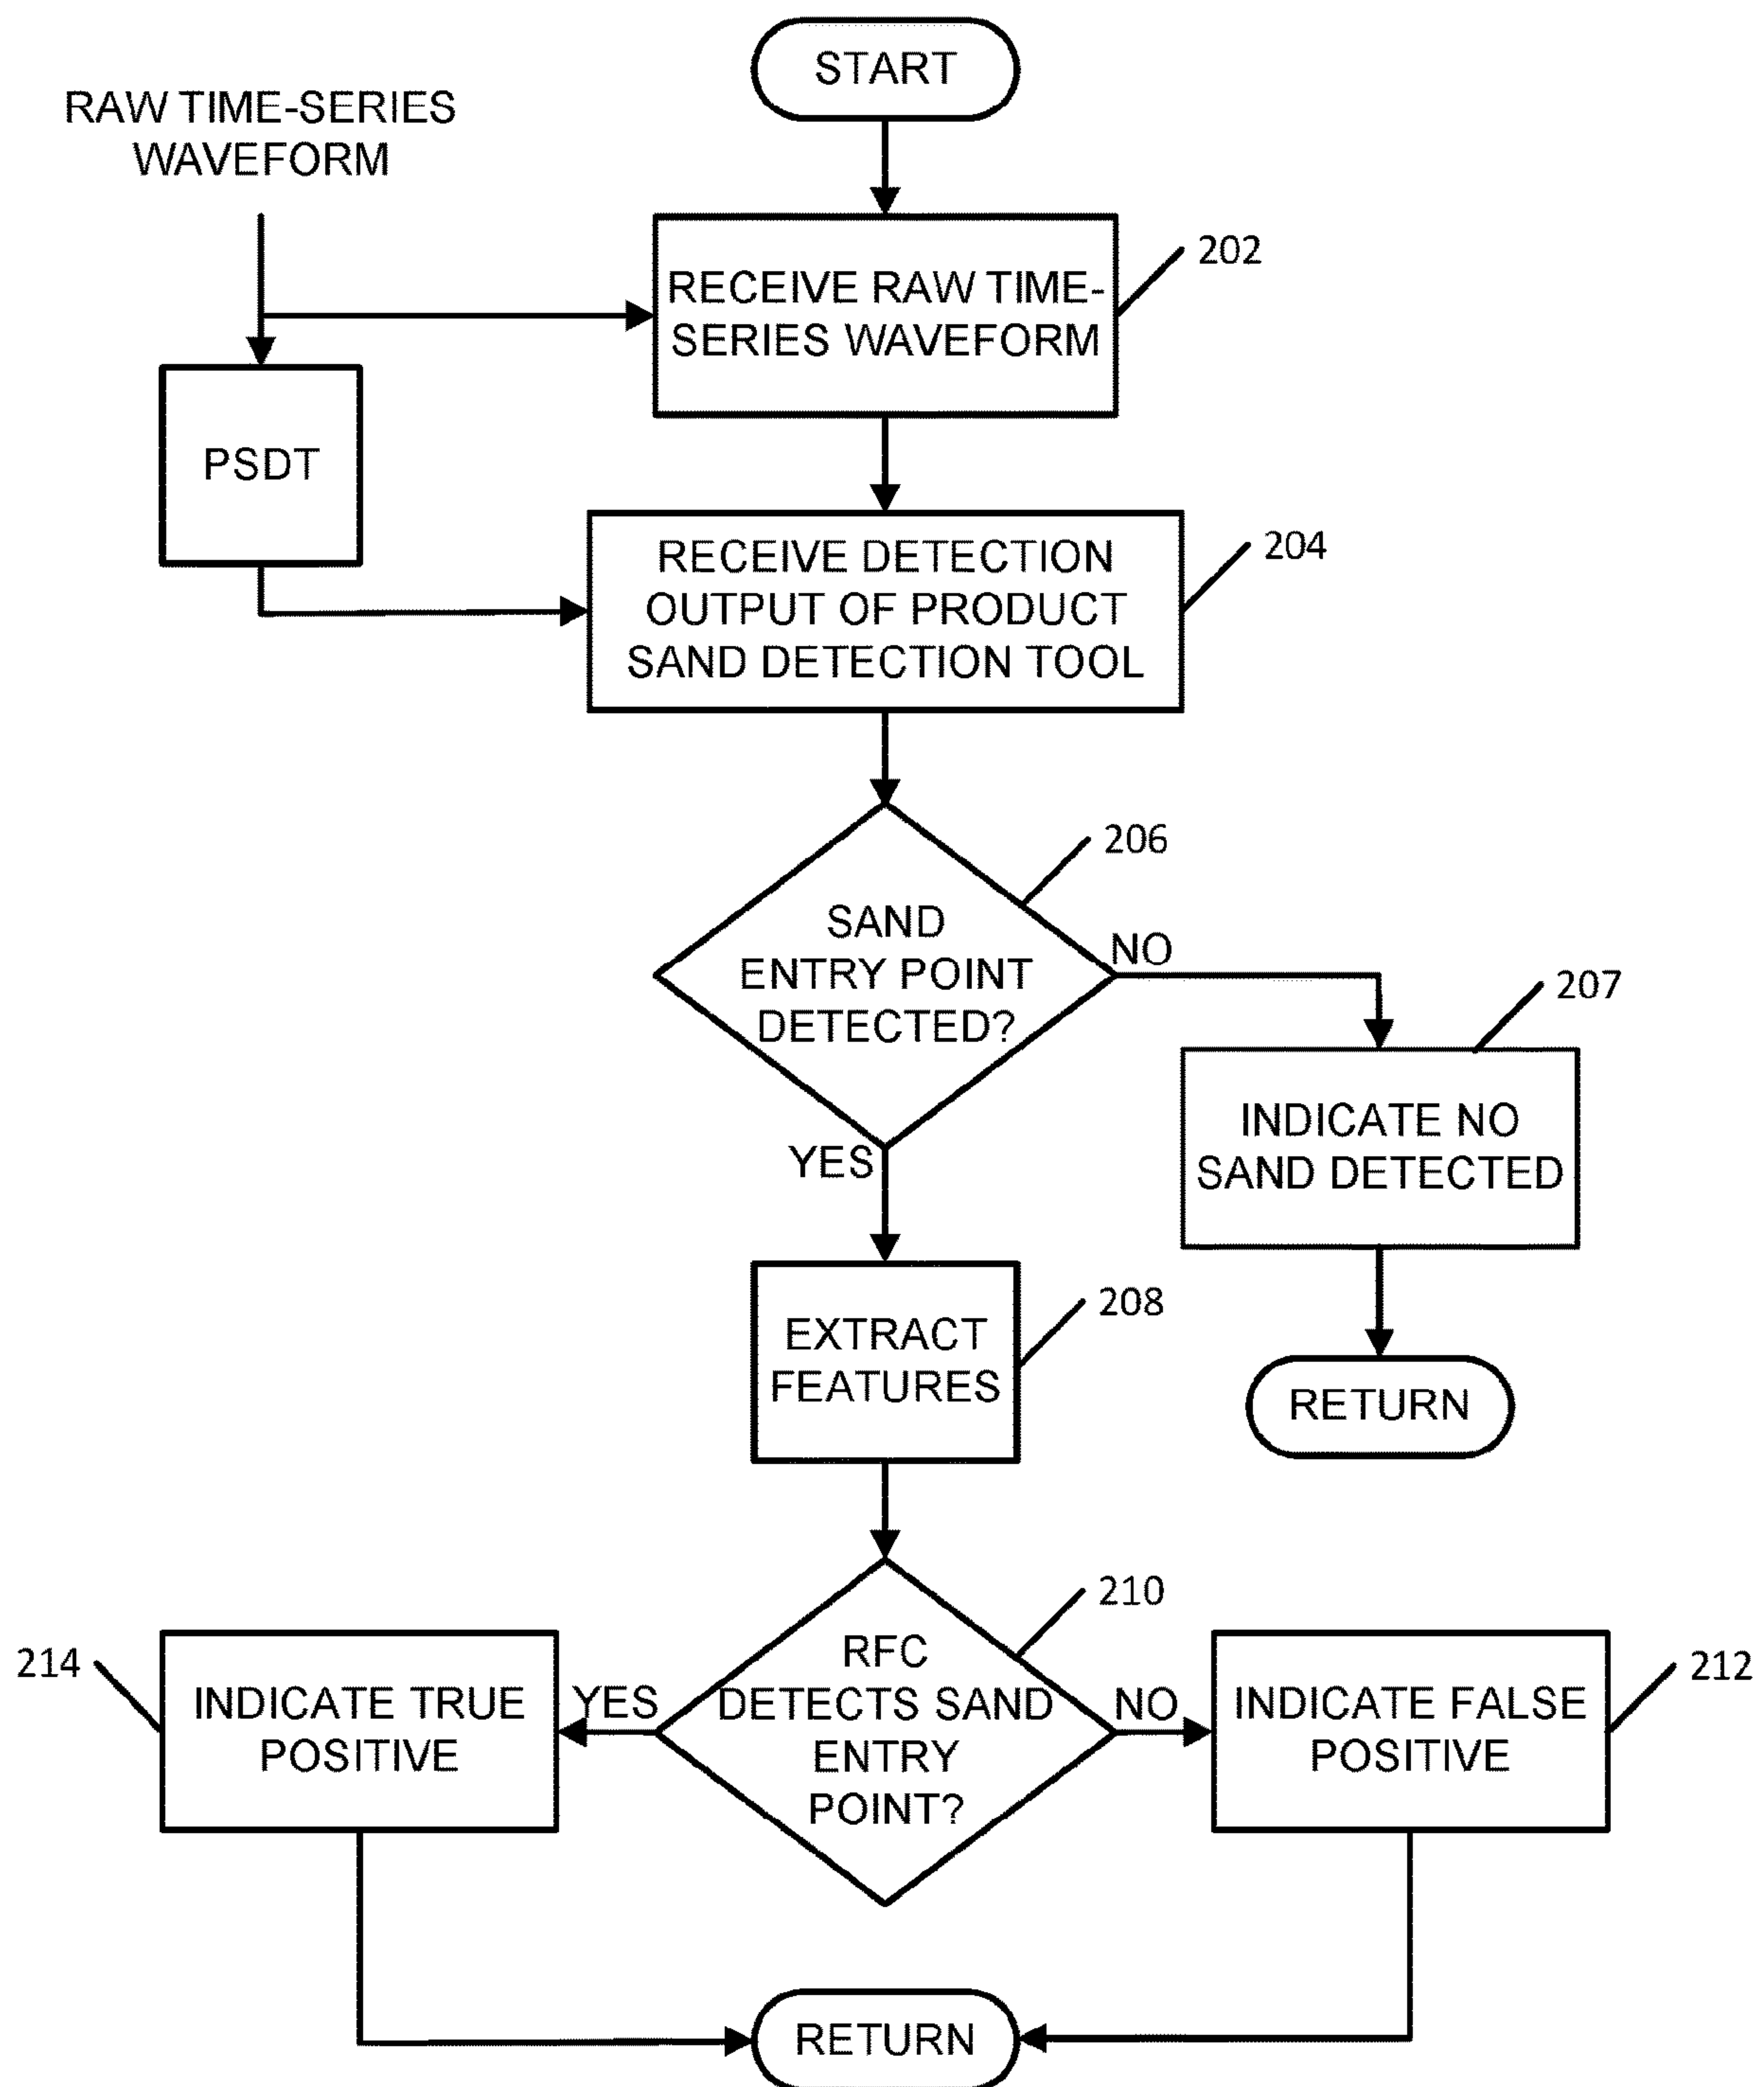 START
RAW TIME-SERIES
WAVEFORM
202
RECEIVE RAW TIME-
SERIES WAVEFORM
PSDT
204
RECEIVE DETECTION
OUTPUT OF PRODUCT
SAND DETECTION TOOL
206
SAND
ENTRY POINT
DETECTED?
NO
207
INDICATE NO
SAND DETECTED
YES
208
EXTRACT
FEATURES
RETURN
210
RFC
DETECTS SAND
ENTRY
POINT?
214
INDICATE TRUE
POSITIVE
YES
NO
212
INDICATE FALSE
POSITIVE
RETURN